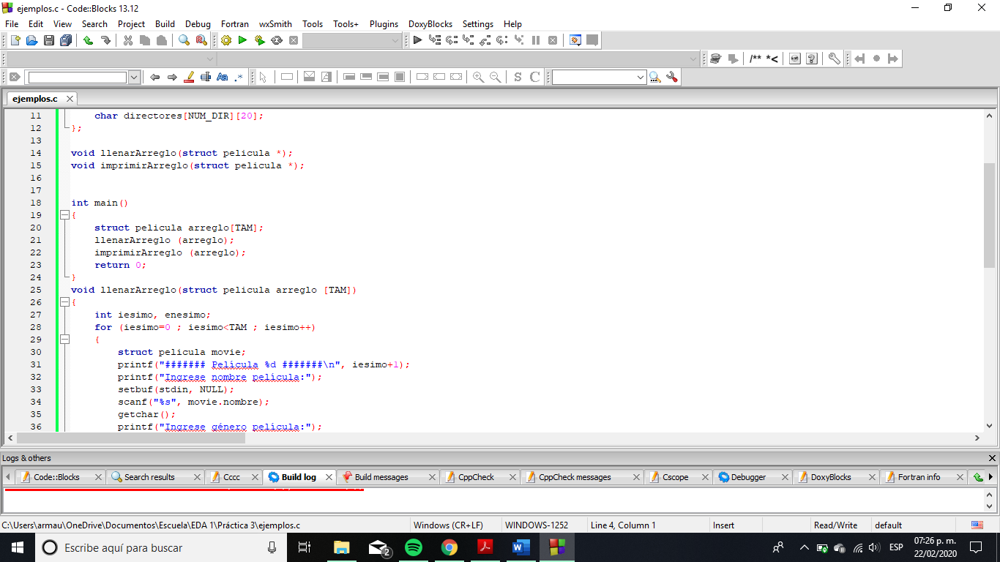 ejemplos.c - Code::Blocks 13.12
File Edit View Search Project Build Debug Fortran wxSmith Tools Tools+ Plugins DoxyBlocks Settings Help
/** *<
Aa .*
S C
ejemplos.c
11 char directores[NUM_DIR][20];
12 };
13
14 void llenarArreglo(struct pelicula *);
15 void imprimirArreglo(struct pelicula *);
16
17
18 int main()
19 {
20 struct pelicula arreglo[TAM];
21 llenarArreglo (arreglo);
22 imprimirArreglo (arreglo);
23 return 0;
24 }
25 void llenarArreglo(struct pelicula arreglo [TAM])
26 {
27 int iesimo, enesimo;
28 for (iesimo=0 ; iesimo<TAM ; iesimo++)
29 {
30 struct pelicula movie;
31 printf("####### Película %d #######\n", iesimo+1);
32 printf("Ingrese nombre película:");
33 setbuf(stdin, NULL);
34 scanf("%s", movie.nombre);
35 getchar();
36 printf("Ingrese género película:");
Logs & others
Code::Blocks Search results Cccc Build log Build messages CppCheck CppCheck messages Cscope Debugger DoxyBlocks Fortran info
C:\Users\armau\OneDrive\Documentos\Escuela\EDA 1\Práctica 3\ejemplos.c Windows (CR+LF) WINDOWS-1252 Line 4, Column 1 Insert Read/Write default
Escribe aquí para buscar 2 ESP 07:26 p. m.
22/02/2020